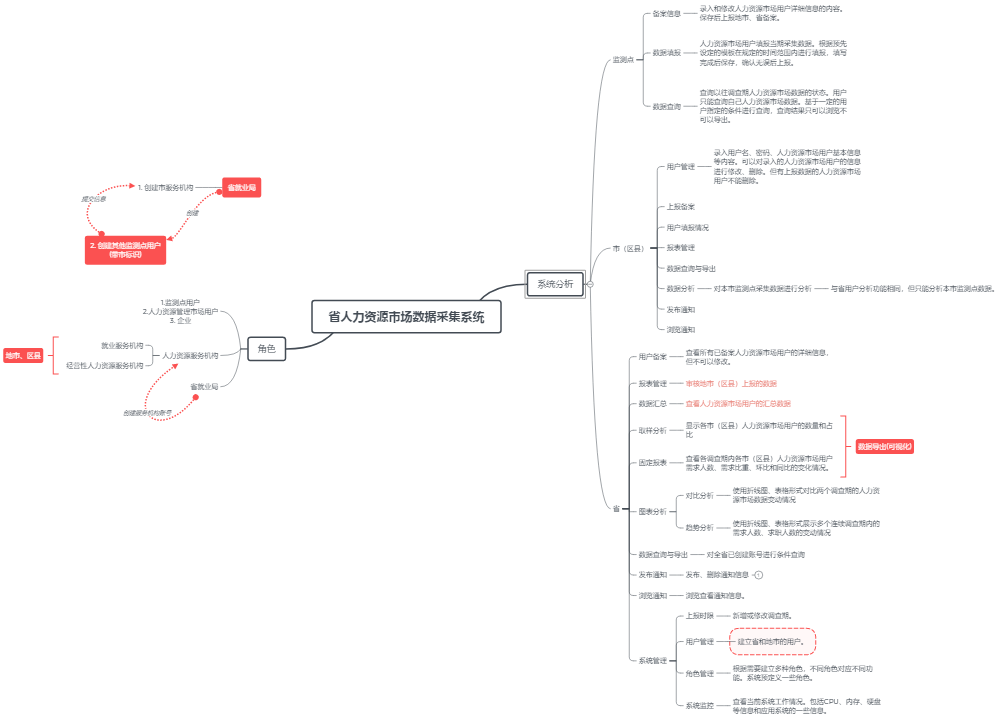 省人力资源市场数据采集系统
系统分析
监测点
备案信息
录入和修改人力资源市场用户详细信息的内容。
保存后上报地市、省备案。
数据填报
人力资源市场用户填报当期采集数据。根据预先
设定的模板在规定的时间范围内进行填报，填写
完成后保存，确认无误后上报。
数据查询
查询以往调查期人力资源市场数据的状态。用户
只能查询自己人力资源市场数据。基于一定的用
户指定的条件进行查询，查询结果只可以浏览不
可以导出。
市（区县）
用户管理
录入用户名、密码、人力资源市场用户基本信息
等内容。可以对录入的人力资源市场用户的信息
进行修改、删除。但有上报数据的人力资源市场
用户不能删除。
上报备案
用户填报情况
报表管理
数据查询与导出
数据分析
对本市监测点采集数据进行分析
与省用户分析功能相同，但只能分析本市监测点数据。
发布通知
浏览通知
省
用户备案
查看所有已备案人力资源市场用户的详细信息，
但不可以修改。
报表管理
审核地市（区县）上报的数据
数据汇总
查看人力资源市场用户的汇总数据
取样分析
显示各市（区县）人力资源市场用户的数量和占
比
固定报表
查看各调查期内各市（区县）人力资源市场用户
需求人数、需求比重、环比和同比的变化情况。
数据导出(可视化)
图表分析
对比分析
使用折线图、表格形式对比两个调查期的人力资
源市场数据变动情况
趋势分析
使用折线图、表格形式展示多个连续调查期内的
需求人数、求职人数的变动情况
数据查询与导出
对全省已创建账号进行条件查询
发布通知
发布、删除通知信息
1
浏览通知
浏览查看通知信息。
系统管理
上报时限
新增或修改调查期。
用户管理
建立省和地市的用户。
角色管理
根据需要建立多种角色，不同角色对应不同功
能。系统预定义一些角色。
系统监控
查看当前系统工作情况。包括CPU、内存、硬盘
等信息和应用系统的一些信息。
角色
1.监测点用户
2.人力资源管理市场用户
3. 企业
人力资源服务机构
就业服务机构
经营性人力资源服务机构
地市、区县
省就业局
创建服务机构账号
省就业局
1. 创建市服务机构
提交信息
创建
2. 创建其他监测点用户
(带市标识)